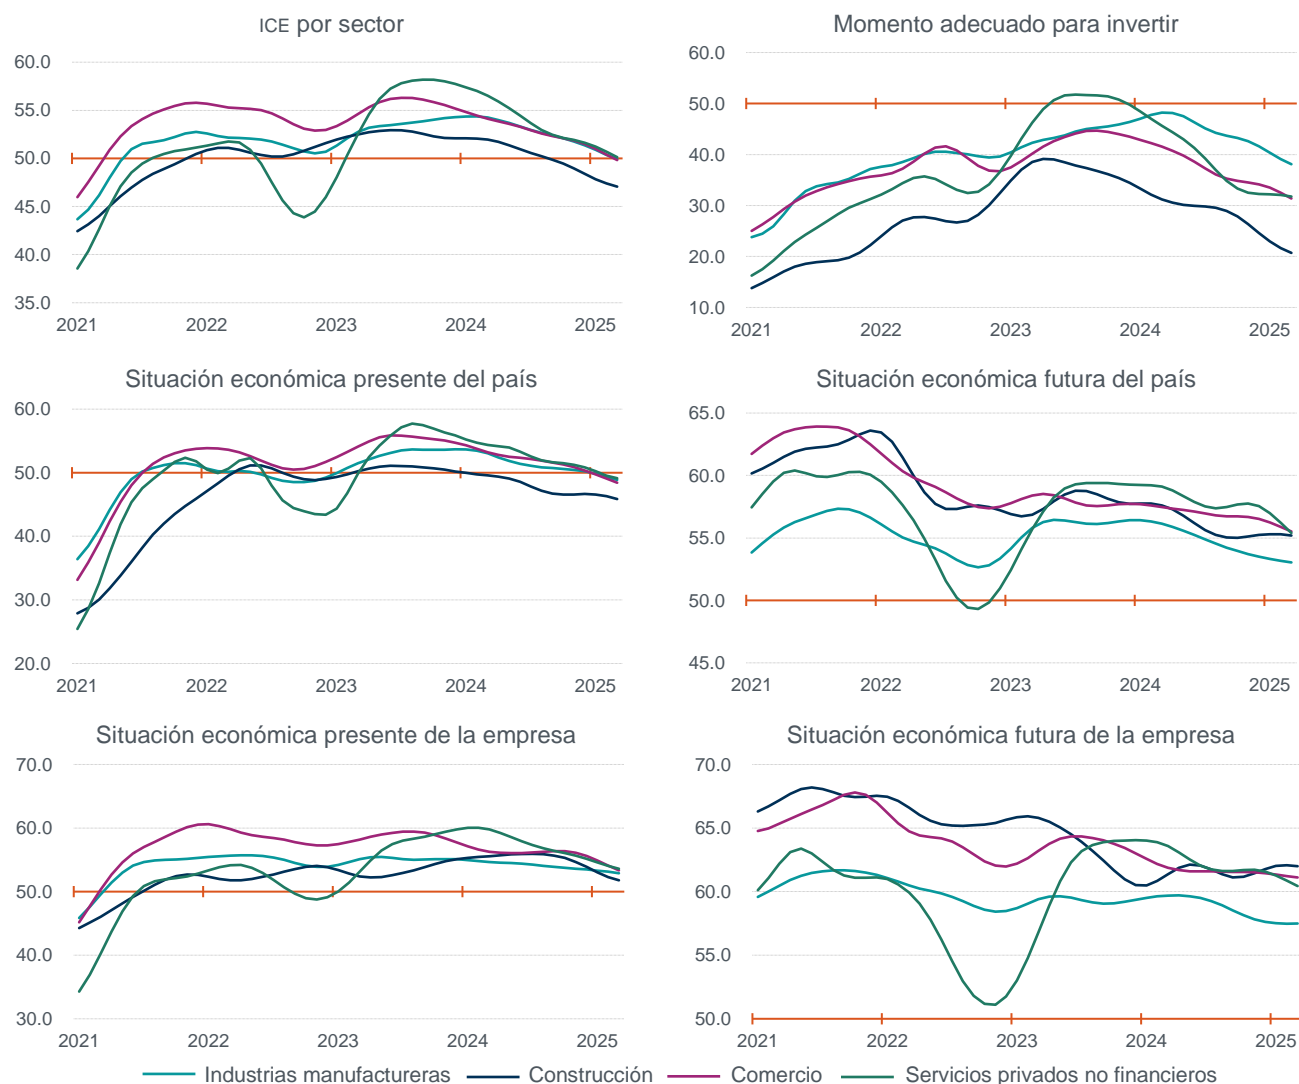 ICE por sector
60.0
55.0
50.0
45.0
40.0
35.0
2021 2022 2023 2024 2025
Momento adecuado para invertir
60.0
50.0
40.0
30.0
20.0
10.0
2021 2022 2023 2024 2025
Situación económica presente del país
60.0
50.0
40.0
30.0
20.0
2021 2022 2023 2024 2025
Situación económica futura del país
65.0
60.0
55.0
50.0
45.0
2021 2022 2023 2024 2025
Situación económica presente de la empresa
70.0
60.0
50.0
40.0
30.0
2021 2022 2023 2024 2025
Situación económica futura de la empresa
70.0
65.0
60.0
55.0
50.0
2021 2022 2023 2024 2025
Industrias manufactureras Construcción Comercio Servicios privados no financieros